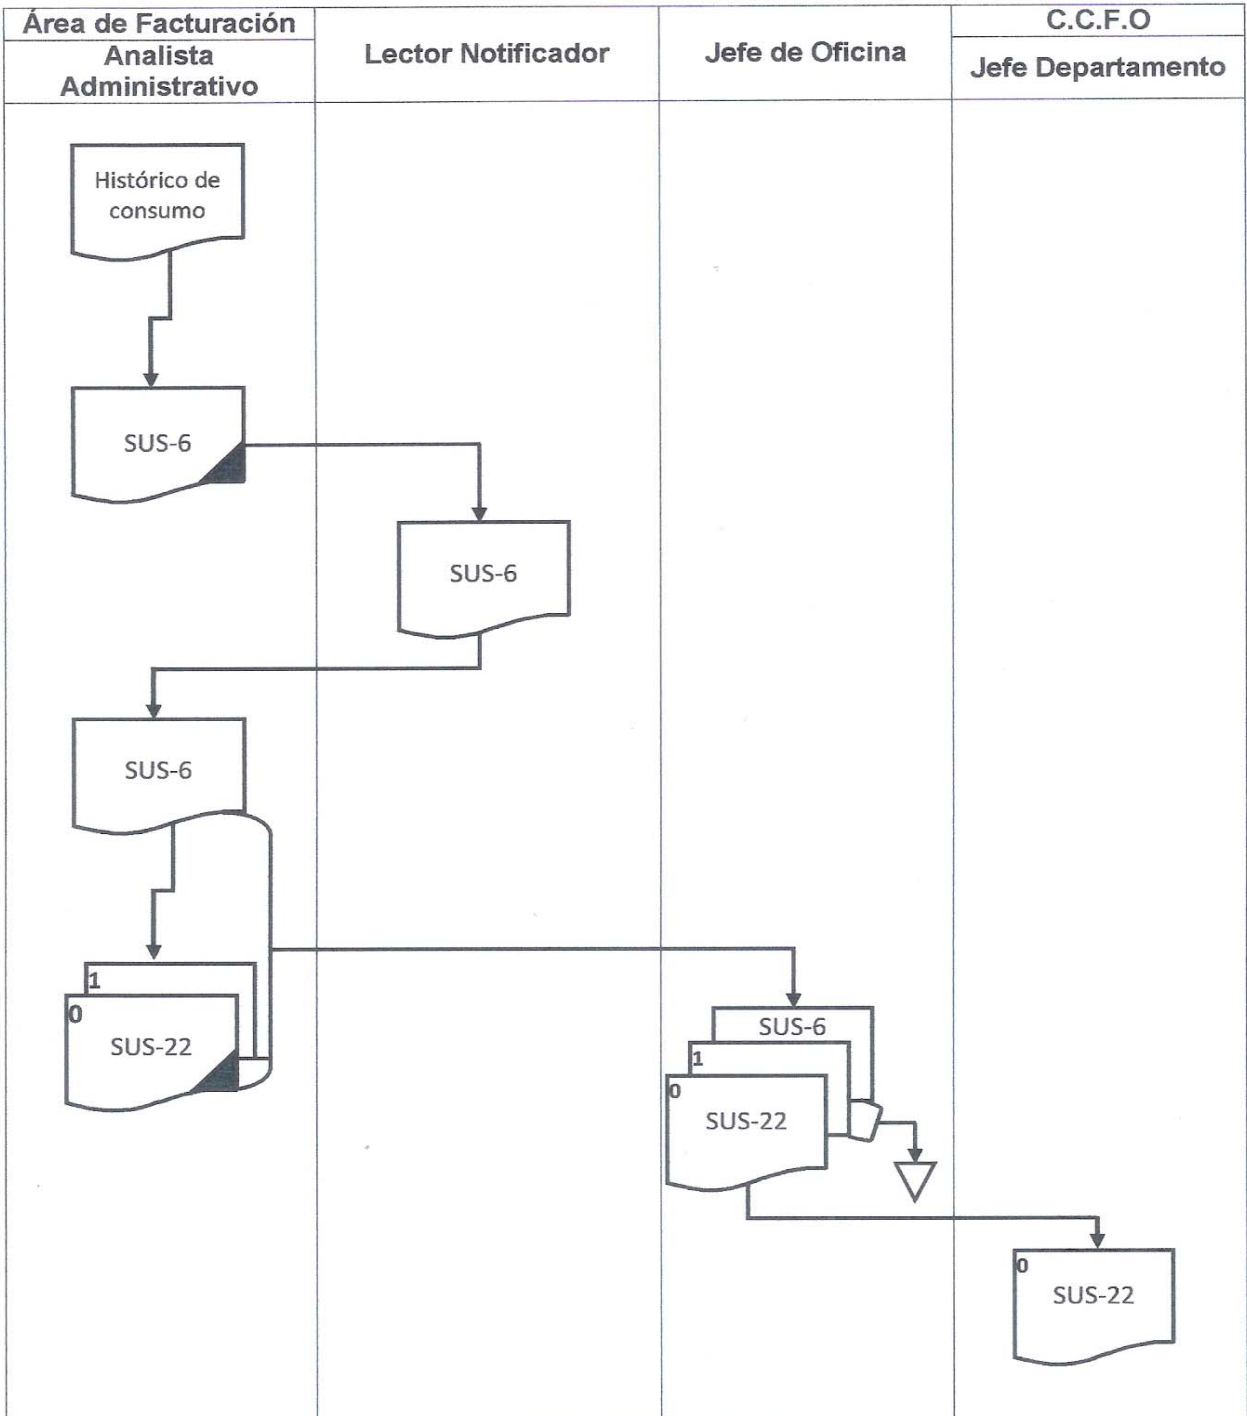 Área de Facturación
Analista
Administrativo
Lector Notificador
Jefe de Oficina
C.C.F.O
Jefe Departamento
Histórico de
consumo
SUS-6
SUS-6
SUS-6
1
0
SUS-22
SUS-6
1
0
SUS-22
0
SUS-22